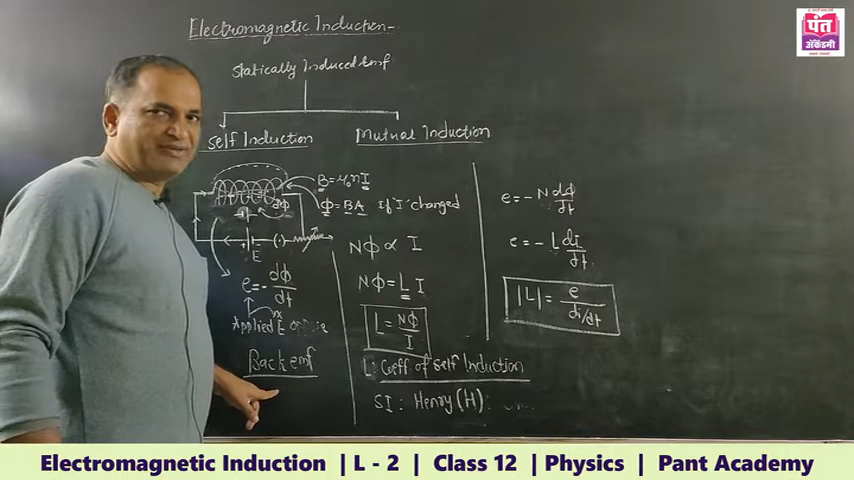 Electromagnetic Induction-
Statically Induced Emf
Self Induction
Mutual Induction
B=μ₀nI
dΦ
Φ=BA If I changed
+ E
NΦ ∝ I
e=-dΦ/dt
NΦ=LI
Applied E oppose
L=NΦ/I
Back emf
L: Coeff. of self Induction
SI: Henry(H):
e=-N dΦ/dt
e=-L di/dt
|L|=e/di/dt
पंत
अ‍ॅकॅडमी
Electromagnetic Induction | L - 2 | Class 12 | Physics | Pant Academy